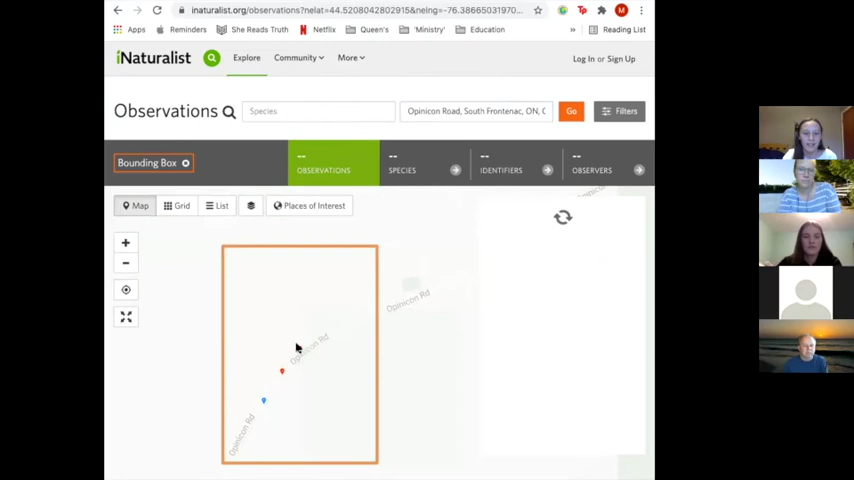 inaturalist.org/observations?nelat=44.5208042802915&nelng=-76.38665031970...
M
Apps
Reminders
She Reads Truth
Netflix
Queen's
'Ministry'
Education
»
Reading List
iNaturalist
Explore
Community
More
Log In or Sign Up
Observations
Species
Opinicon Road, South Frontenac, ON, C
Go
Filters
Bounding Box
--
OBSERVATIONS
--
SPECIES
--
IDENTIFIERS
--
OBSERVERS
Map
Grid
List
Places of Interest
Opinicon Rd
Opinicon Rd
Opinicon Rd